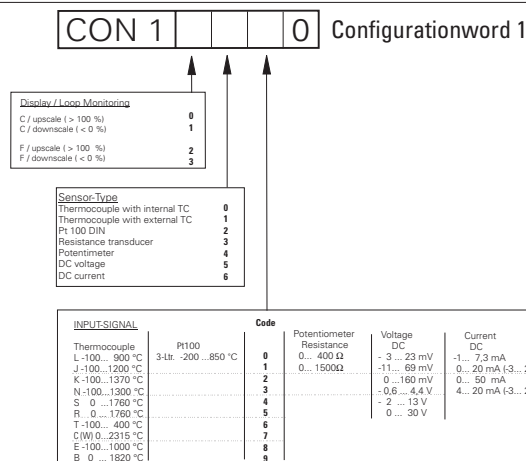 CON 1 0 Configurationword 1
Display / Loop Monitoring
C / upscale ( > 100 %) 0
C / downscale ( < 0 %) 1
F / upscale ( > 100 %) 2
F / downscale ( < 0 %) 3
Sensor-Type
Thermocouple with internal TC 0
Thermocouple with external TC 1
Pt 100 DIN 2
Resistance transducer 3
Potentimeter 4
DC voltage 5
DC current 6
INPUT-SIGNAL Code
Thermocouple Pt100 Potentiometer Resistance Voltage DC Current DC
L -100... 900 °C 3-Ltr. -200 ...850 °C 0 0... 400 Ω - 3 ... 23 mV -1... 7,3 mA
J -100...1200 °C 1 0... 1500Ω -11... 69 mV 0... 20 mA (-3... 2
K -100...1370 °C 2 0 ...160 mV 0... 50 mA
N -100...1300 °C 3 - 0,6 ... 4,4 V 4... 20 mA (-3... 2
S 0 ...1760 °C 4 - 2 ... 13 V
R 0... 1760 °C 5 0 ... 30 V
T -100... 400 °C 6
C (W) 0...2315 °C 7
E -100...1000 °C 8
B 0 ... 1820 °C 9